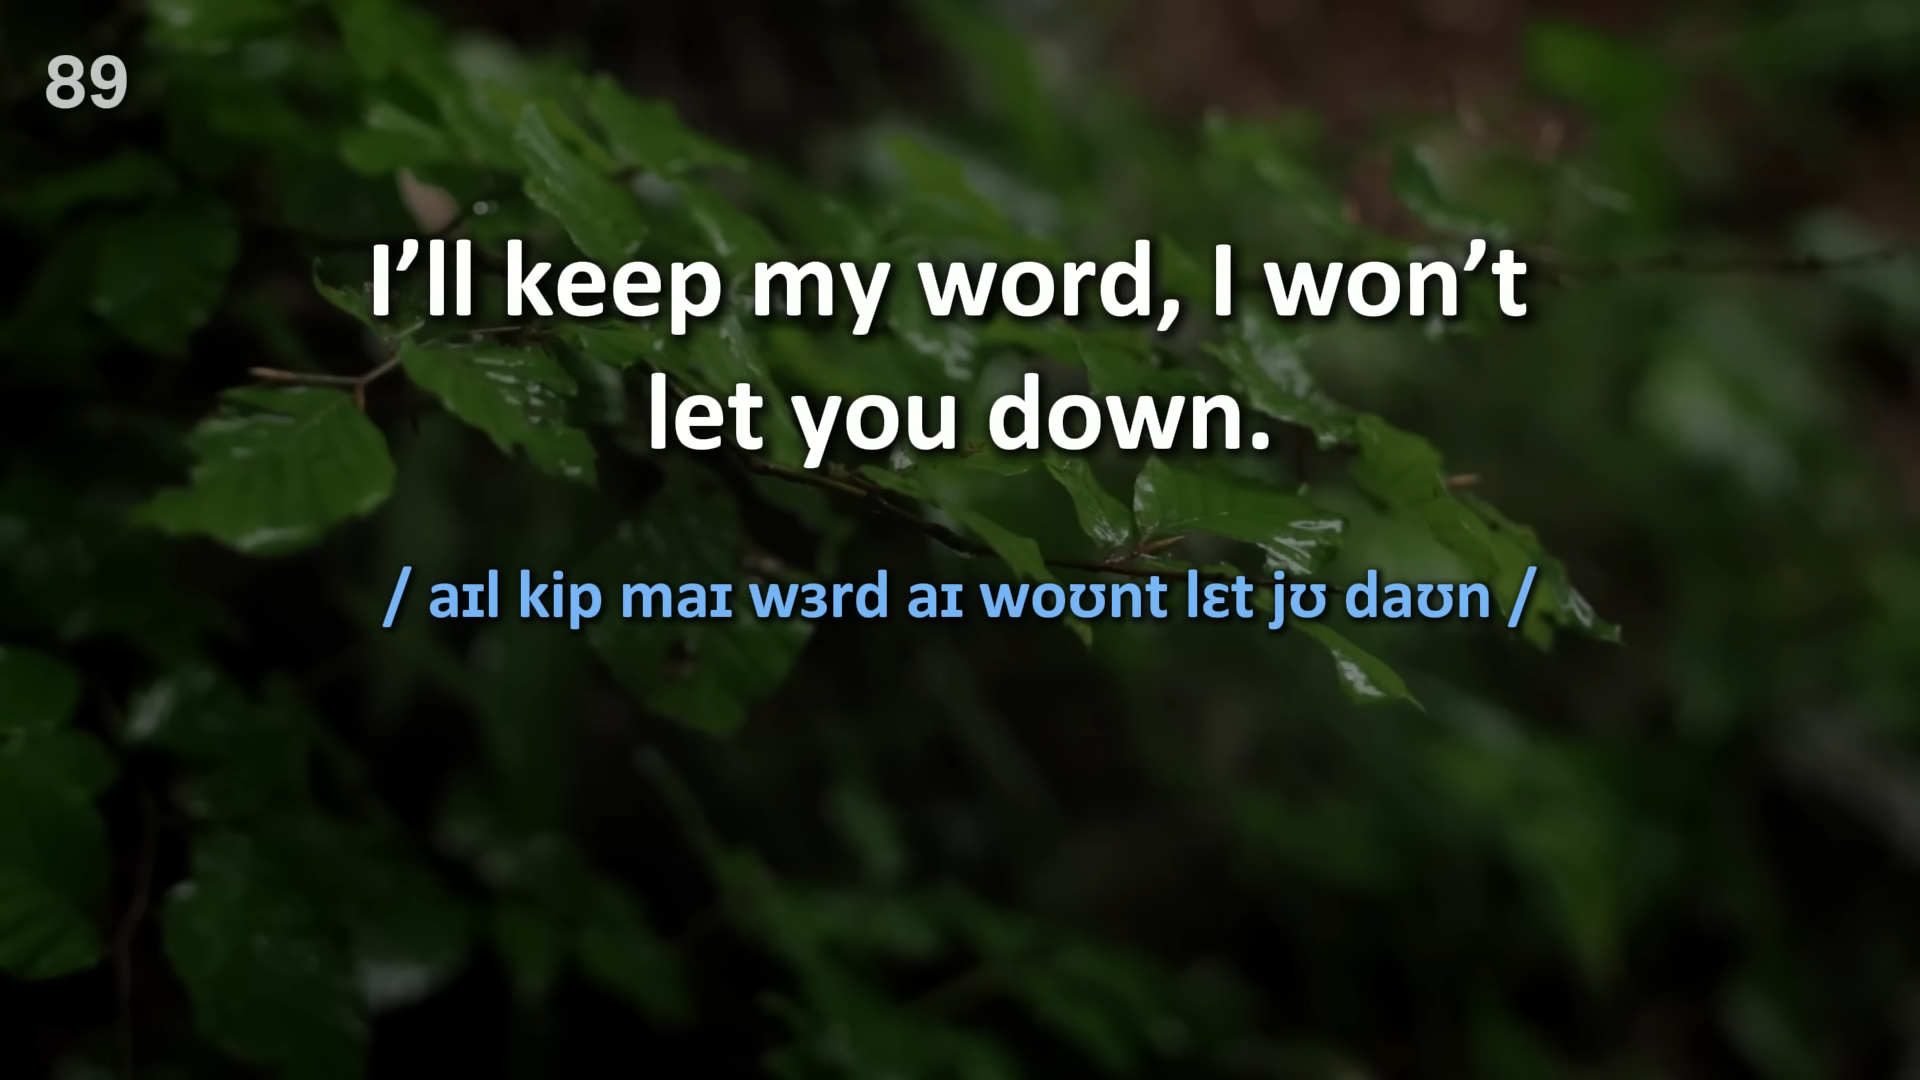 89
I’ll keep my word, I won’t
let you down.
/ aɪl kip maɪ wɜrd aɪ woʊnt lɛt jʊ daʊn /